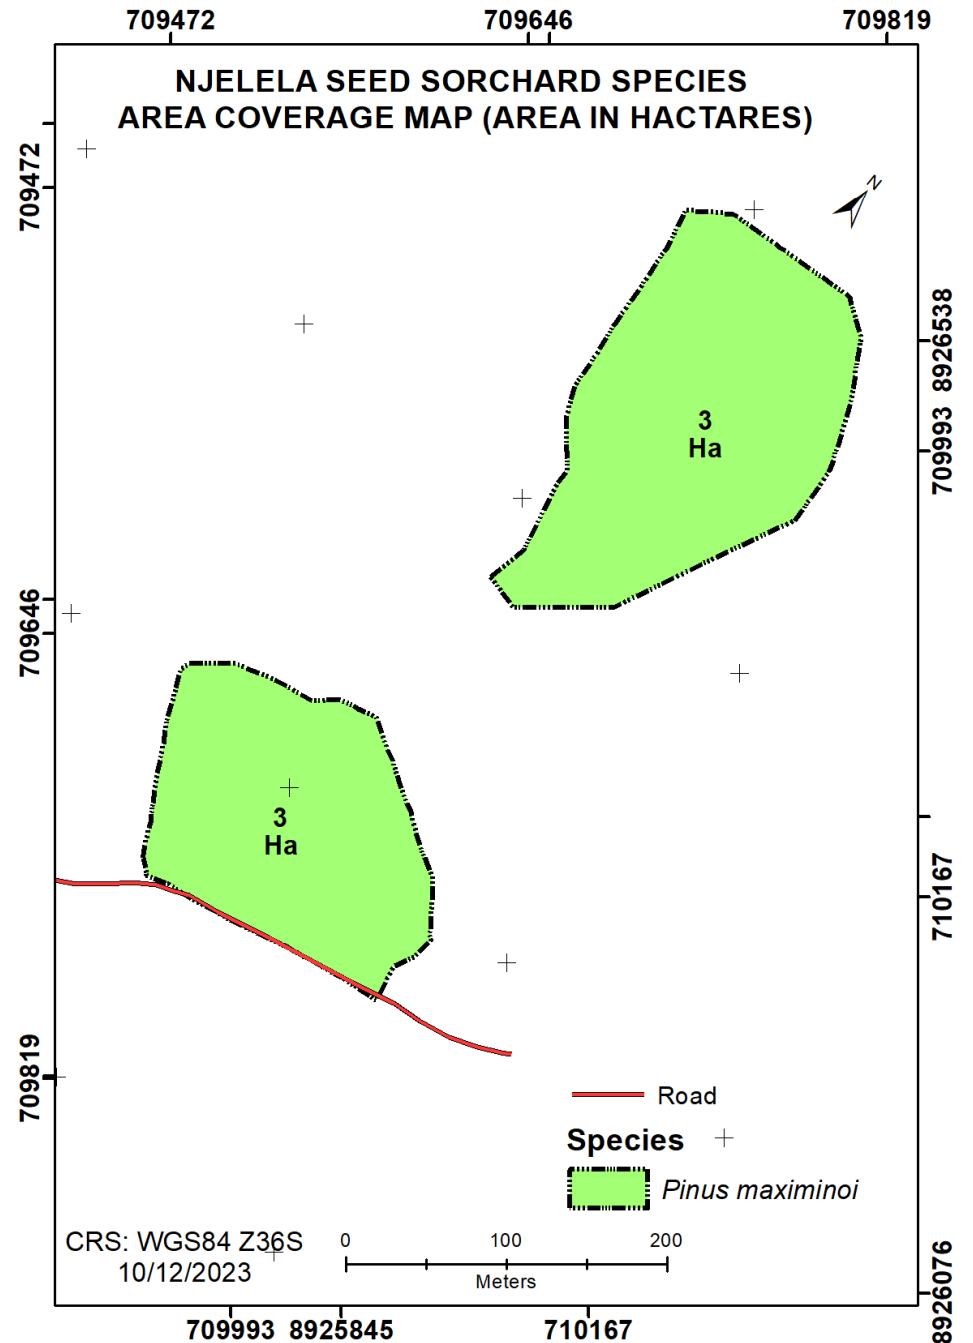 709472 709646 709819
NJELELA SEED SORCHARD SPECIES
AREA COVERAGE MAP (AREA IN HACTARES)
709472
N
8926538
3
Ha
709993
709646
3
Ha
710167
709819
Road
Species
Pinus maximinoi
CRS: WGS84 Z36S
10/12/2023
0 100 200
Meters
8926076
709993 8925845 710167